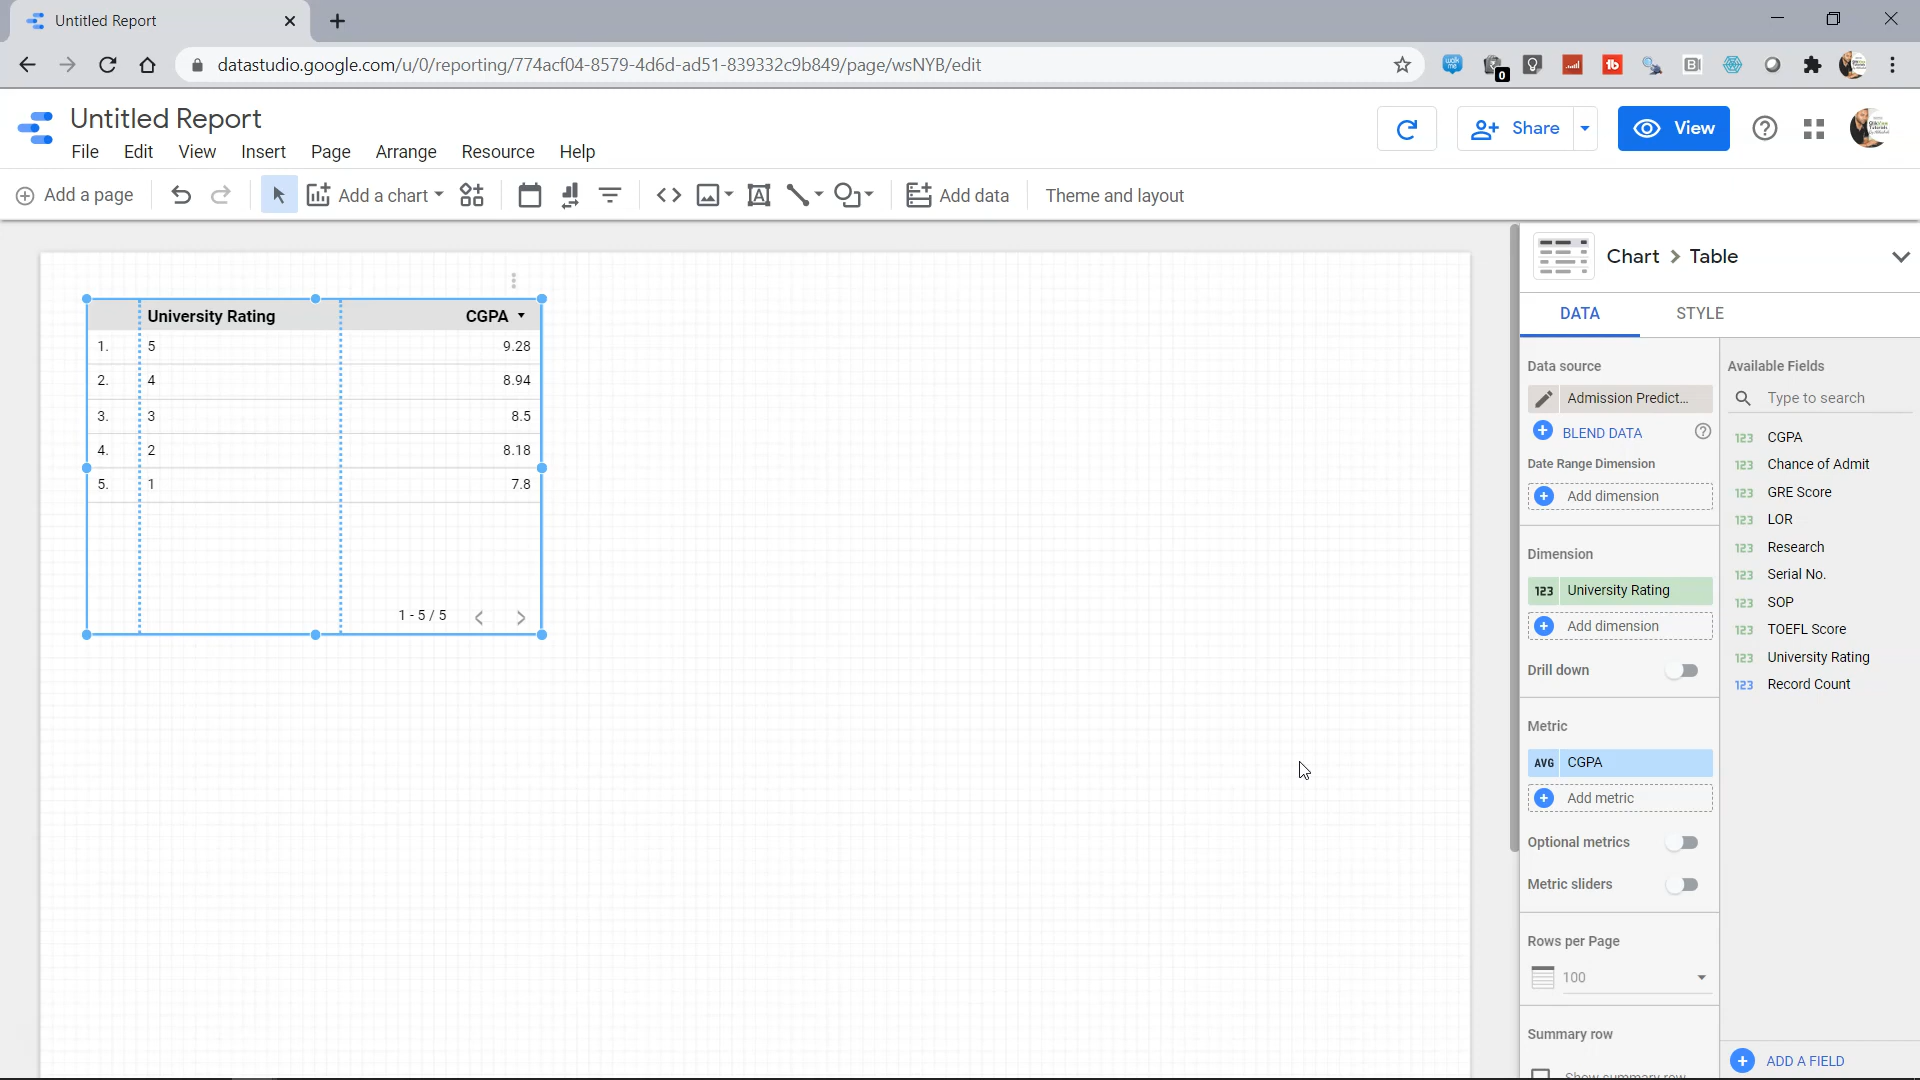 Untitled Report
datastudio.google.com/u/0/reporting/774acf04-8579-4d6d-ad51-839332c9b849/page/wsNYB/edit
0
Untitled Report
File Edit View Insert Page Arrange Resource Help
Share
View
Add a page
Add a chart
Add data
Theme and layout
University Rating CGPA
1. 5 9.28
2. 4 8.94
3. 3 8.5
4. 2 8.18
5. 1 7.8
1 - 5 / 5
Chart > Table
DATA STYLE
Data source
Admission Predict...
BLEND DATA
Date Range Dimension
Add dimension
Dimension
123 University Rating
Add dimension
Drill down
Metric
AVG CGPA
Add metric
Optional metrics
Metric sliders
Rows per Page
100
Summary row
Show summary row
Available Fields
Type to search
123 CGPA
123 Chance of Admit
123 GRE Score
123 LOR
123 Research
123 Serial No.
123 SOP
123 TOEFL Score
123 University Rating
123 Record Count
ADD A FIELD